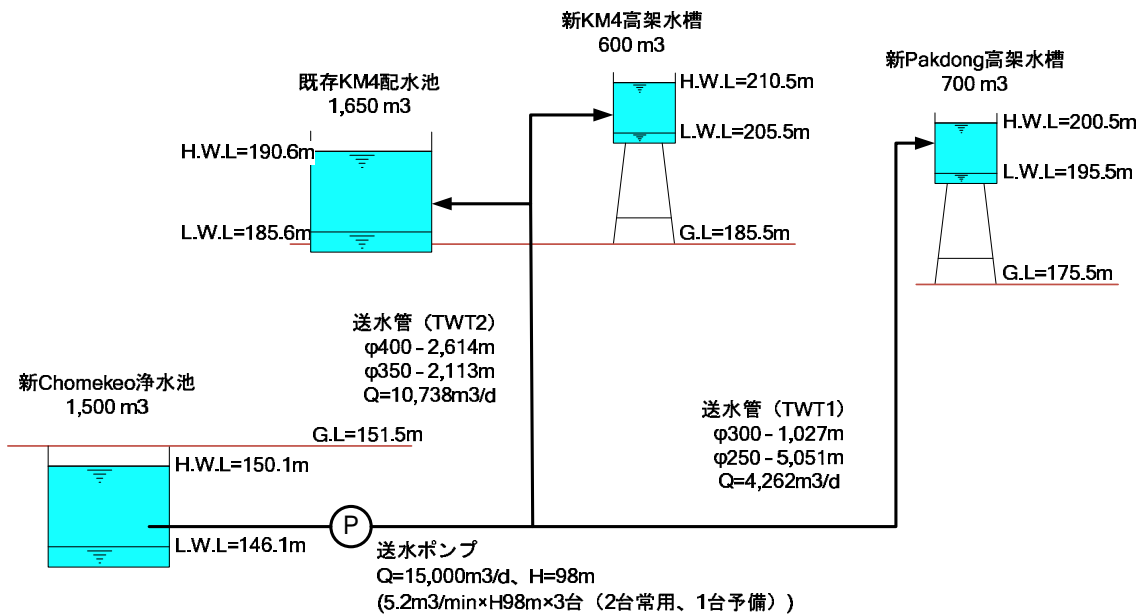 新KM4高架水槽
600 m3
H.W.L=210.5m
L.W.L=205.5m
G.L=185.5m
新Pakdong高架水槽
700 m3
H.W.L=200.5m
L.W.L=195.5m
G.L=175.5m
既存KM4配水池
1,650 m3
H.W.L=190.6m
L.W.L=185.6m
送水管（TWT2）
φ400-2,614m
φ350-2,113m
Q=10,738m3/d
新Chomekeo浄水池
1,500 m3
G.L=151.5m
H.W.L=150.1m
L.W.L=146.1m
送水管（TWT1）
φ300-1,027m
φ250-5,051m
Q=4,262m3/d
P
送水ポンプ
Q=15,000m3/d、H=98m
(5.2m3/min×H98m×3台（2台常用、1台予備）)